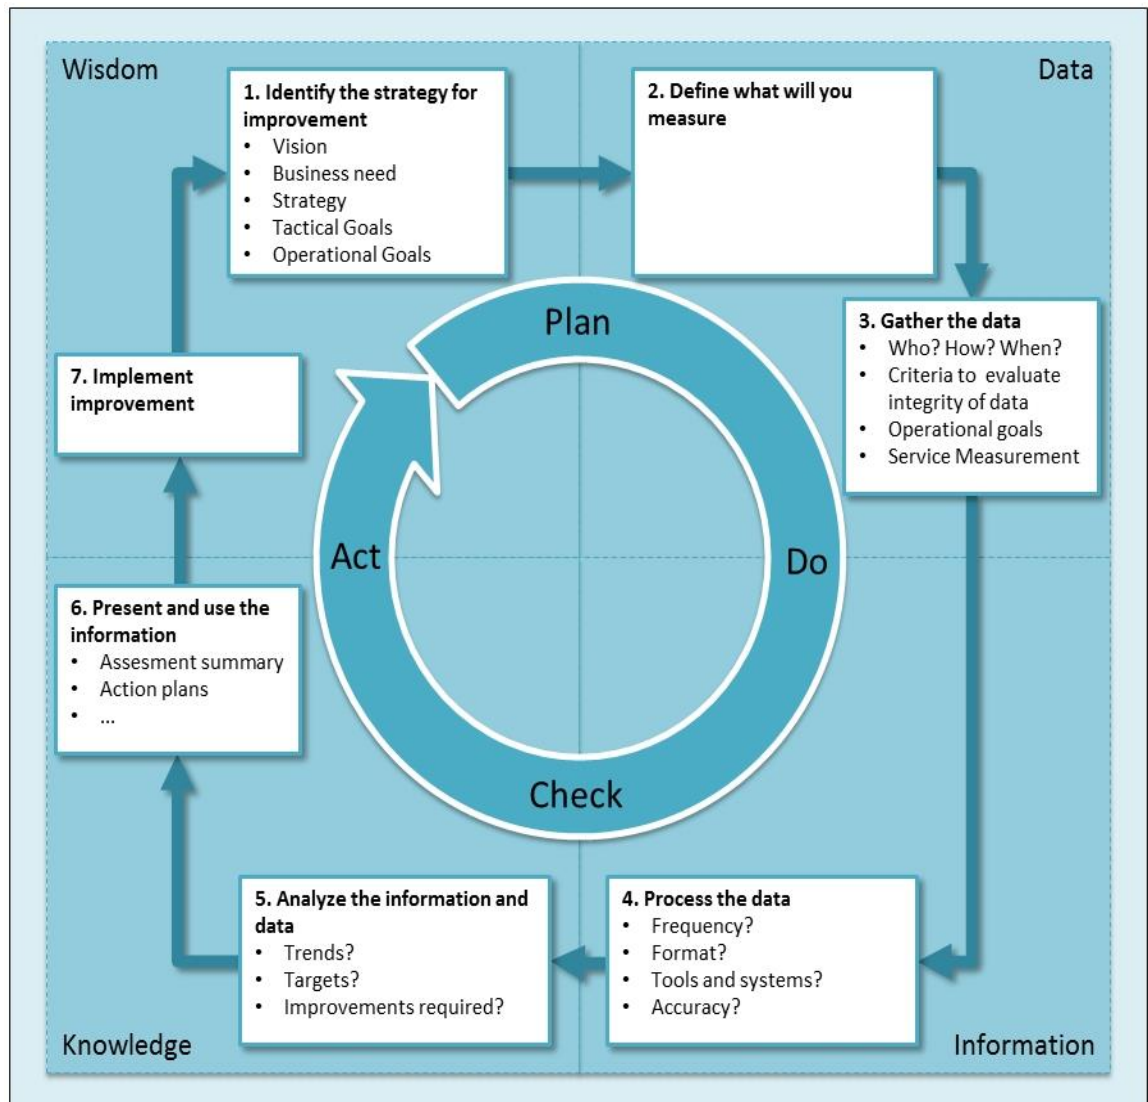 Wisdom
Data
1. Identify the strategy for
improvement
• Vision
• Business need
• Strategy
• Tactical Goals
• Operational Goals
2. Define what will you
measure
3. Gather the data
• Who? How? When?
• Criteria to evaluate
integrity of data
• Operational goals
• Service Measurement
Plan
Do
Check
Act
7. Implement
improvement
6. Present and use the
information
• Assesment summary
• Action plans
• ...
5. Analyze the information and
data
• Trends?
• Targets?
• Improvements required?
4. Process the data
• Frequency?
• Format?
• Tools and systems?
• Accuracy?
Knowledge
Information